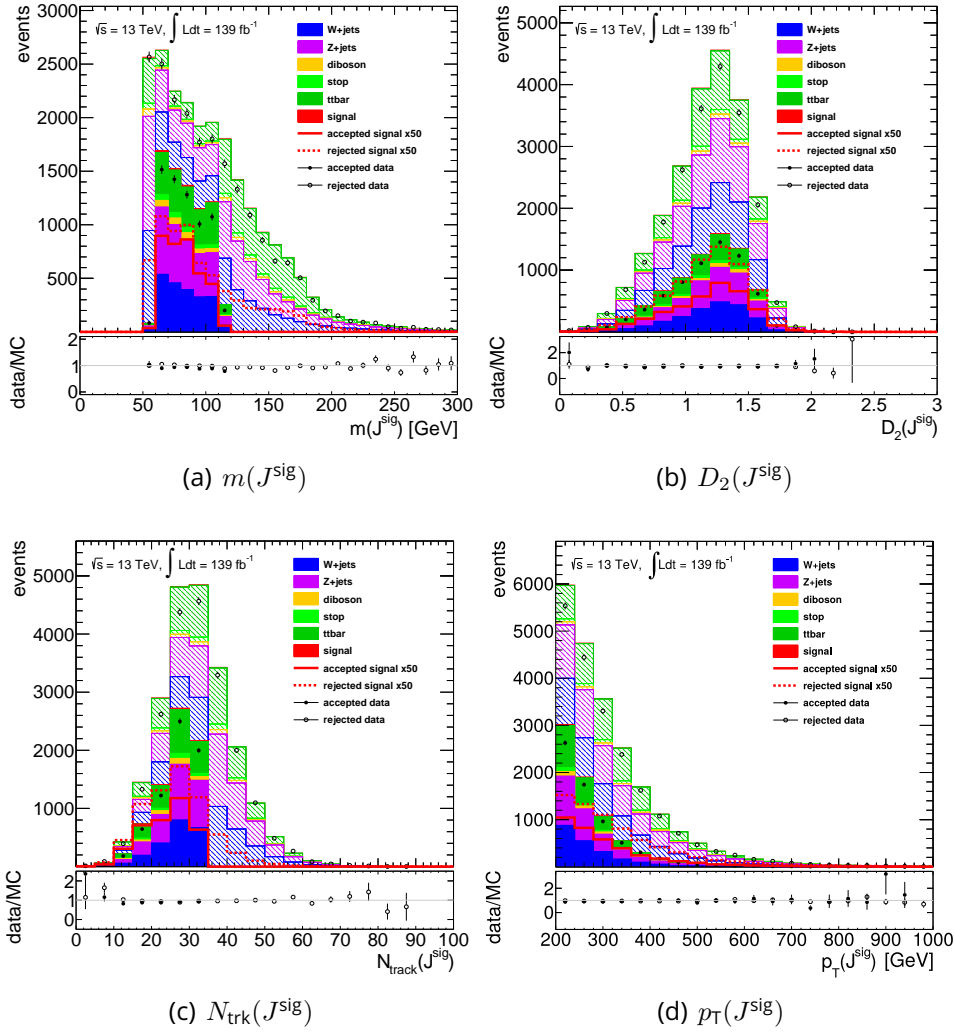 events
√s = 13 TeV, ∫ Ldt = 139 fb⁻¹
W+jets
Z+jets
diboson
stop
ttbar
signal
accepted signal x50
rejected signal x50
accepted data
rejected data
3000
2500
2000
1500
1000
500
data/MC
2
1
0
0 50 100 150 200 250 300
m(J^sig) [GeV]
(a) m(J^sig)
events
√s = 13 TeV, ∫ Ldt = 139 fb⁻¹
W+jets
Z+jets
diboson
stop
ttbar
signal
accepted signal x50
rejected signal x50
accepted data
rejected data
5000
4000
3000
2000
1000
data/MC
2
0
0 0.5 1 1.5 2 2.5 3
D₂(J^sig)
(b) D₂(J^sig)
events
√s = 13 TeV, ∫ Ldt = 139 fb⁻¹
W+jets
Z+jets
diboson
stop
ttbar
signal
accepted signal x50
rejected signal x50
accepted data
rejected data
5000
4000
3000
2000
1000
data/MC
2
1
0
0 20 40 60 80 100
N_track(J^sig)
(c) N_trk(J^sig)
events
√s = 13 TeV, ∫ Ldt = 139 fb⁻¹
W+jets
Z+jets
diboson
stop
ttbar
signal
accepted signal x50
rejected signal x50
accepted data
rejected data
6000
5000
4000
3000
2000
1000
data/MC
2
0
200 300 400 500 600 700 800 900 1000
p_T(J^sig) [GeV]
(d) p_T(J^sig)